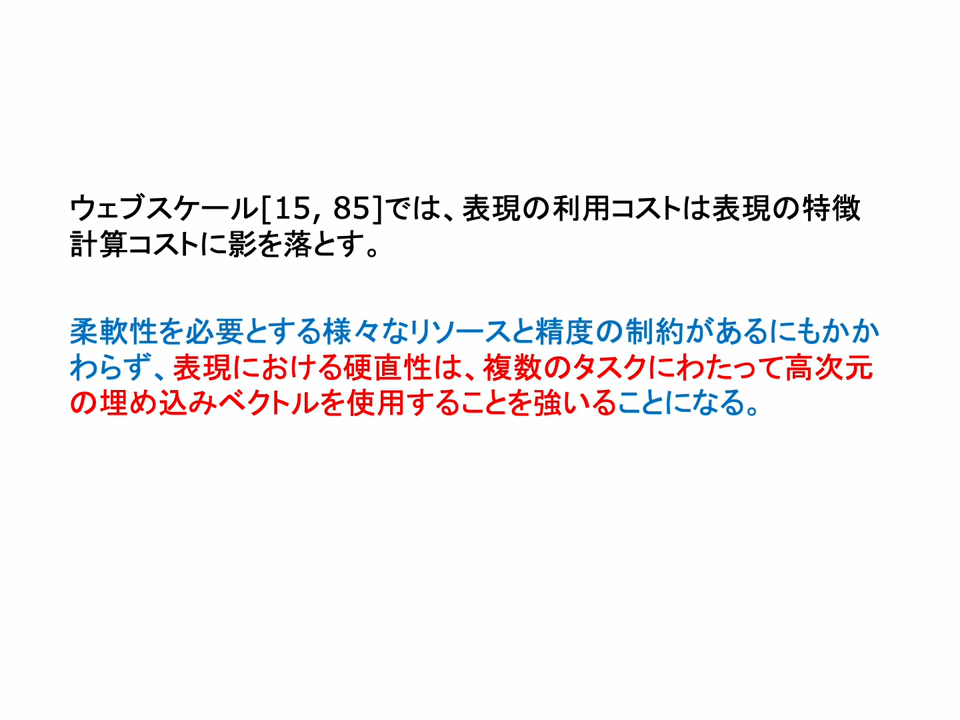 ウェブスケール[15, 85]では、表現の利用コストは表現の特徴
計算コストに影を落とす。
柔軟性を必要とする様々なリソースと精度の制約があるにもかか
わらず、表現における硬直性は、複数のタスクにわたって高次元
の埋め込みベクトルを使用することを強いることになる。